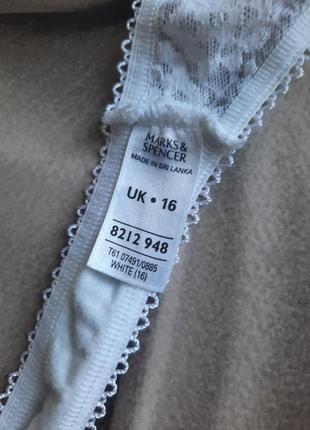 MARKS &
SPENCER
MADE IN SRI LANKA
UK • 16
8212 948
T61 07491/0885
WHITE (16)